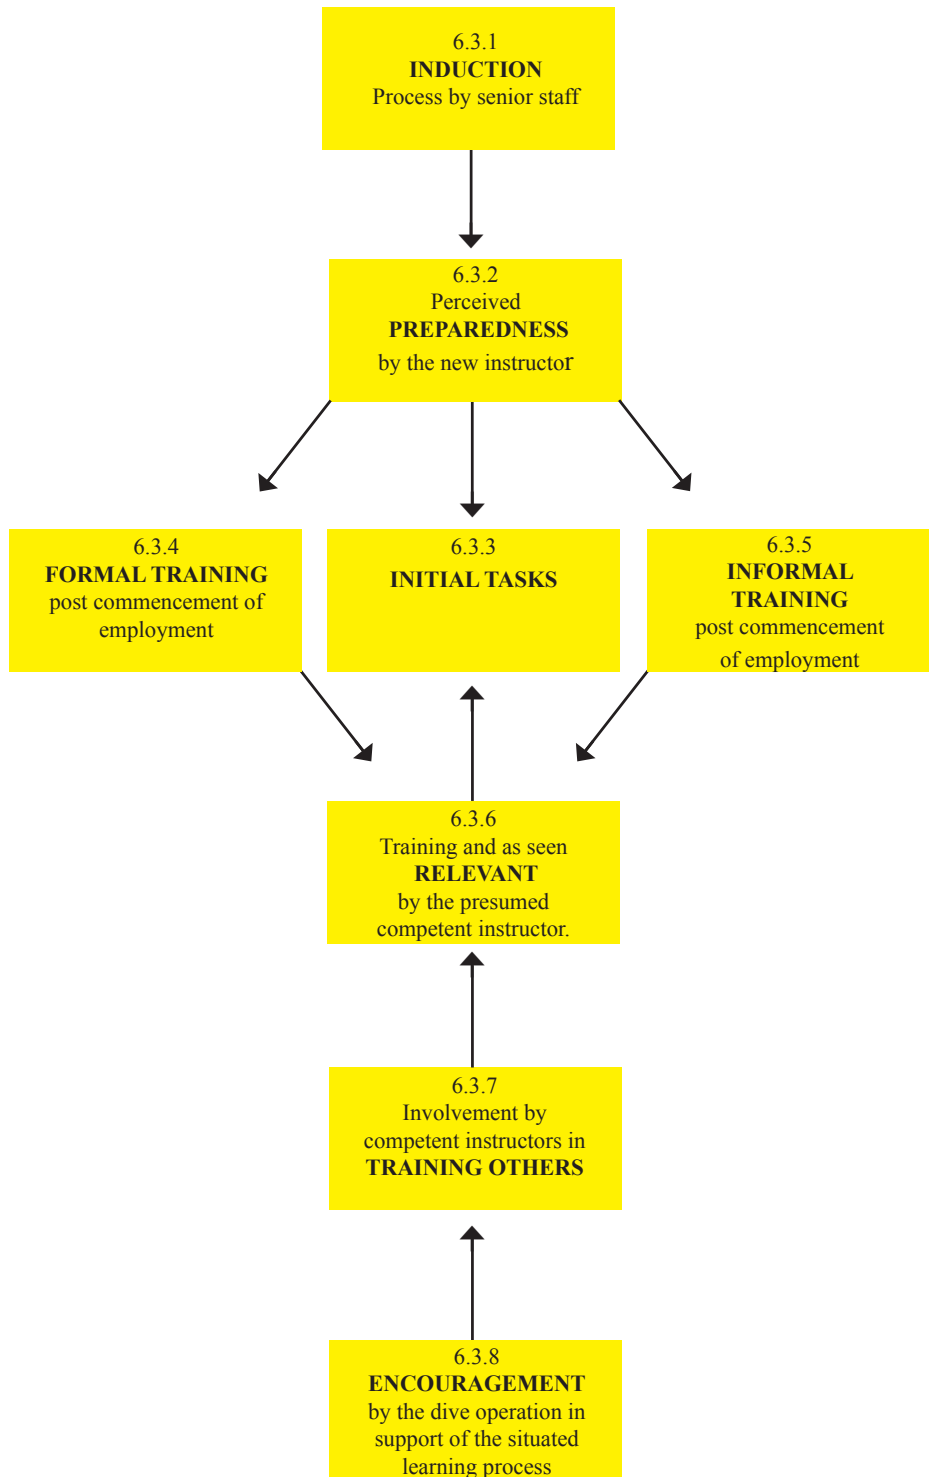 6.3.1
INDUCTION
Process by senior staff
6.3.2
Perceived
PREPAREDNESS
by the new instructor
6.3.4
FORMAL TRAINING
post commencement of
employment
6.3.3
INITIAL TASKS
6.3.5
INFORMAL
TRAINING
post commencement
of employment
6.3.6
Training and as seen
RELEVANT
by the presumed
competent instructor.
6.3.7
Involvement by
competent instructors in
TRAINING OTHERS
6.3.8
ENCOURAGEMENT
by the dive operation in
support of the situated
learning process